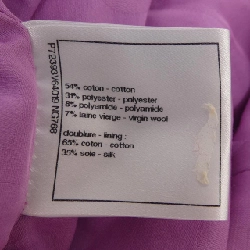 54% coton - cotton
31% polyester - polyester
8% polyamide - polyamide
7% laine vierge - virgin wool
doublure - lining :
65% coton - cotton
35% soie - silk